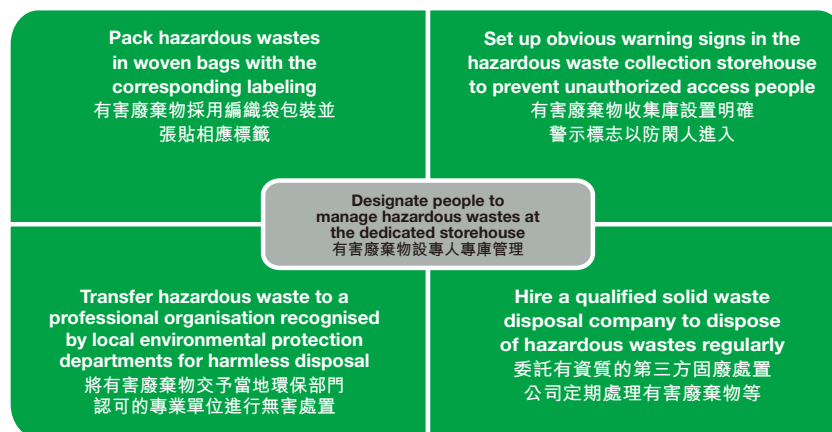 Pack hazardous wastes
in woven bags with the
corresponding labeling
有害廢棄物採用編織袋包裝並
張貼相應標籤
Set up obvious warning signs in the
hazardous waste collection storehouse
to prevent unauthorized access people
有害廢棄物收集庫設置明確
警示標志以防閑人進入
Designate people to
manage hazardous wastes at
the dedicated storehouse
有害廢棄物設專人專庫管理
Transfer hazardous waste to a
professional organisation recognised
by local environmental protection
departments for harmless disposal
將有害廢棄物交予當地環保部門
認可的專業單位進行無害處置
Hire a qualified solid waste
disposal company to dispose
of hazardous wastes regularly
委託有資質的第三方固廢處置
公司定期處理有害廢棄物等